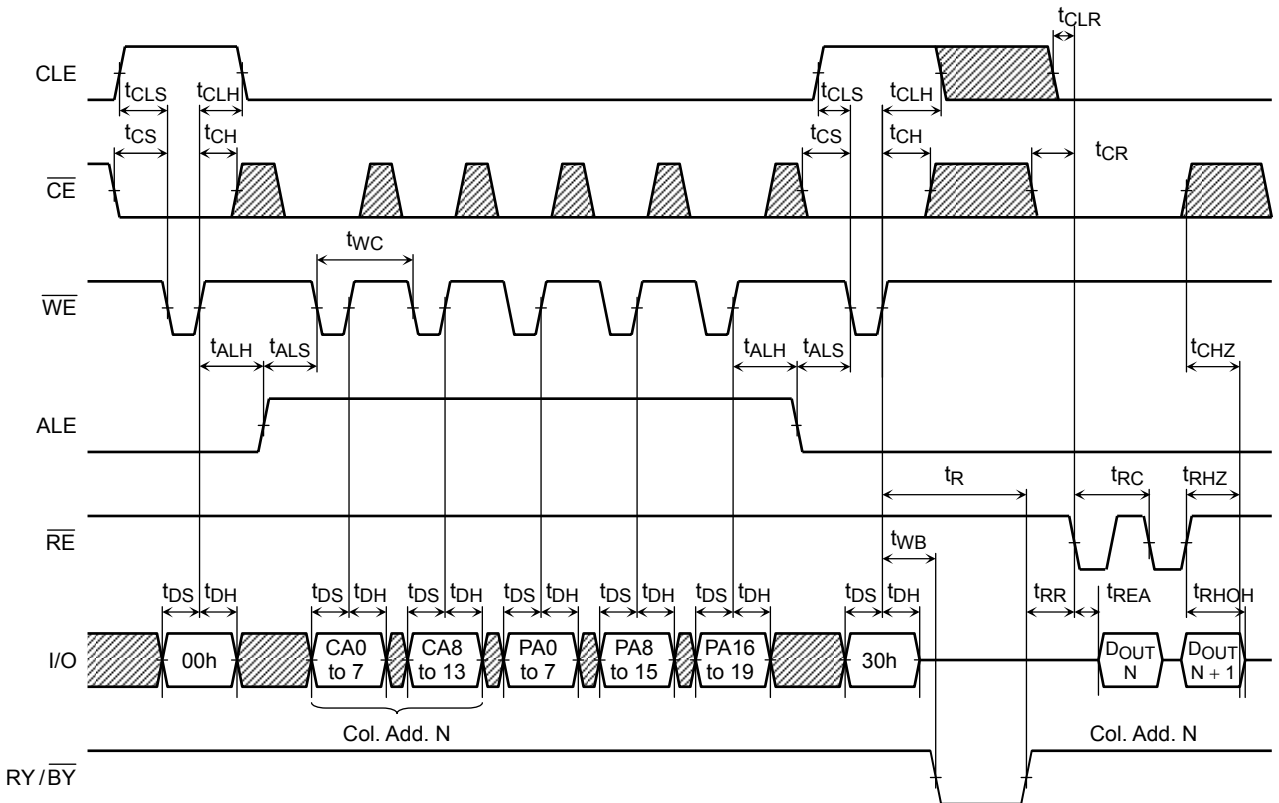 tCLR
CLE
tCLS
tCLH
tCLS
tCLH
tCS
tCH
tCS
tCH
tCR
CE
tWC
WE
tALH
tALS
tALH
tALS
tCHZ
ALE
tR
tRC
tRHZ
RE
tWB
tDS
tDH
tDS
tDH
tDS
tDH
tDS
tDH
tDS
tDH
tDS
tDH
tDS
tDH
tRR
tREA
tRHOH
I/O
00h
CA0
to 7
CA8
to 13
PA0
to 7
PA8
to 15
PA16
to 19
30h
DOUT
N
DOUT
N + 1
Col. Add. N
Col. Add. N
RY/BY